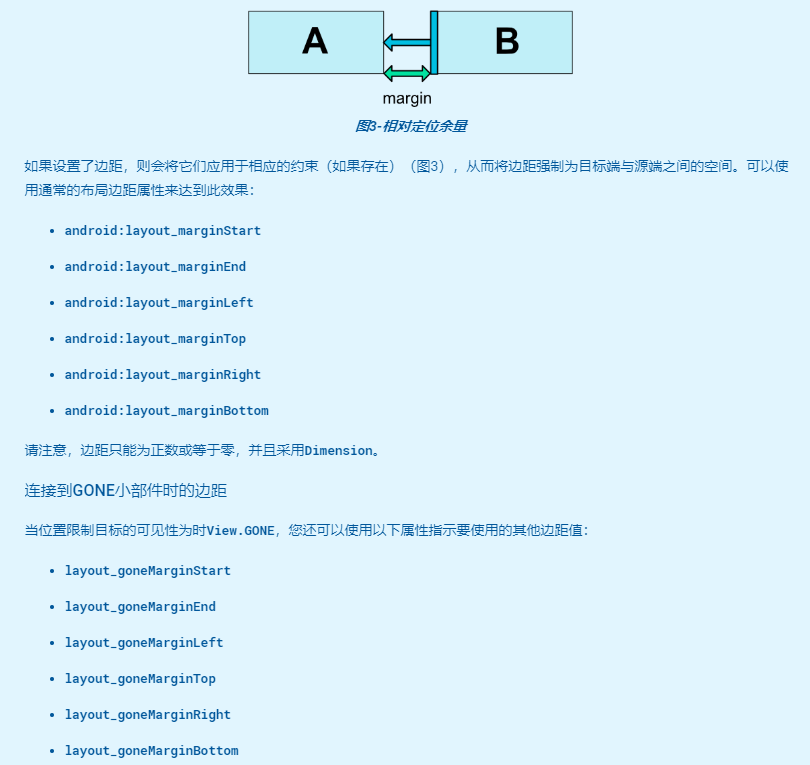 A
B
margin
图3-相对定位余量
如果设置了边距，则会将它们应用于相应的约束（如果存在）（图3），从而将边距强制为目标端与源端之间的空间。可以使
用通常的布局边距属性来达到此效果：
• android:layout_marginStart
• android:layout_marginEnd
• android:layout_marginLeft
• android:layout_marginTop
• android:layout_marginRight
• android:layout_marginBottom
请注意，边距只能为正数或等于零，并且采用Dimension。
连接到GONE小部件时的边距
当位置限制目标的可见性为时View.GONE，您还可以使用以下属性指示要使用的其他边距值：
• layout_goneMarginStart
• layout_goneMarginEnd
• layout_goneMarginLeft
• layout_goneMarginTop
• layout_goneMarginRight
• layout_goneMarginBottom